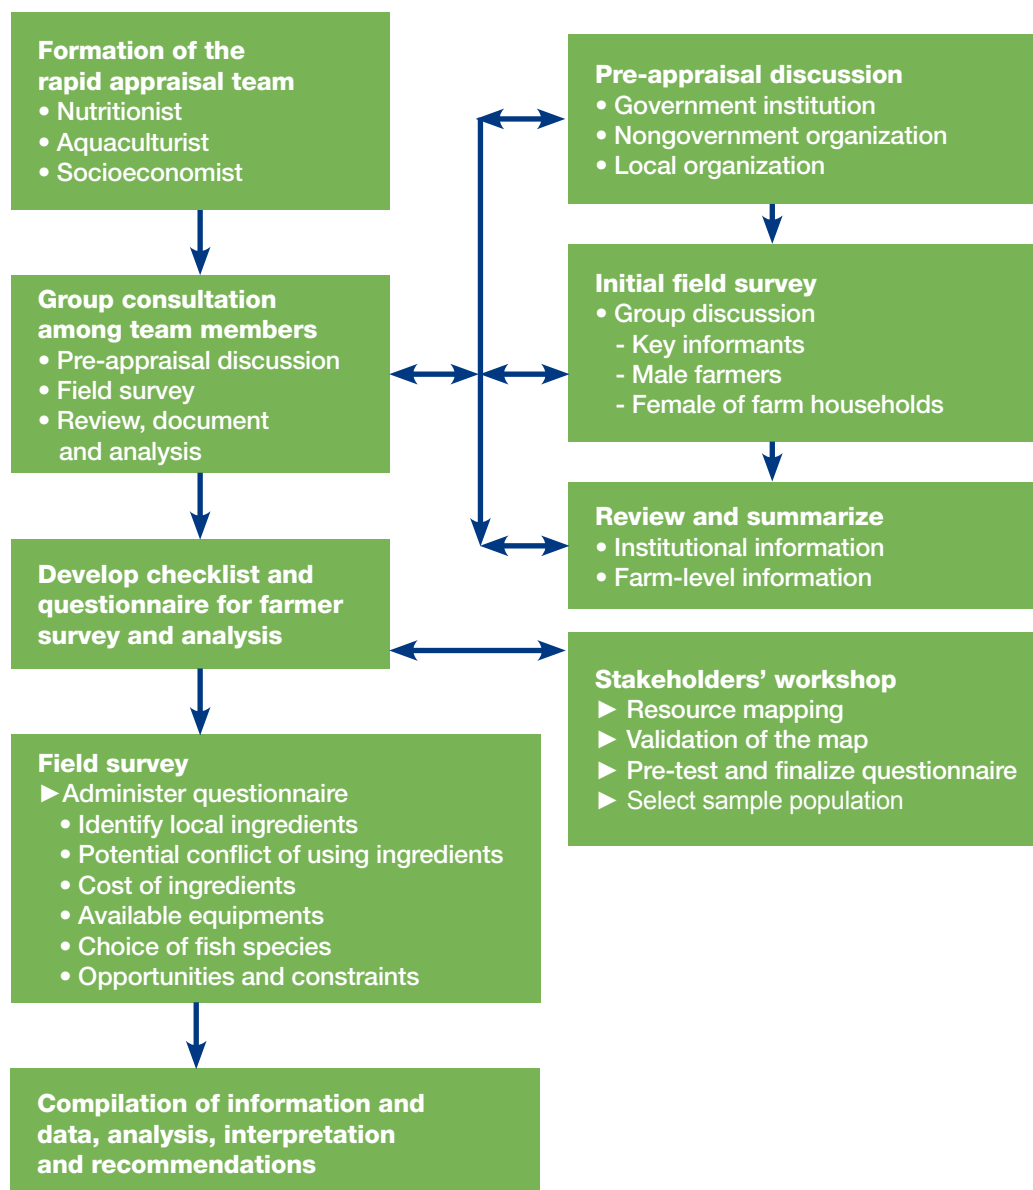 Formation of the
rapid appraisal team
• Nutritionist
• Aquaculturist
• Socioeconomist
Group consultation
among team members
• Pre-appraisal discussion
• Field survey
• Review, document
and analysis
Develop checklist and
questionnaire for farmer
survey and analysis
Field survey
►Administer questionnaire
• Identify local ingredients
• Potential conflict of using ingredients
• Cost of ingredients
• Available equipments
• Choice of fish species
• Opportunities and constraints
Compilation of information and
data, analysis, interpretation
and recommendations
Pre-appraisal discussion
• Government institution
• Nongovernment organization
• Local organization
Initial field survey
• Group discussion
- Key informants
- Male farmers
- Female of farm households
Review and summarize
• Institutional information
• Farm-level information
Stakeholders’ workshop
► Resource mapping
► Validation of the map
► Pre-test and finalize questionnaire
► Select sample population